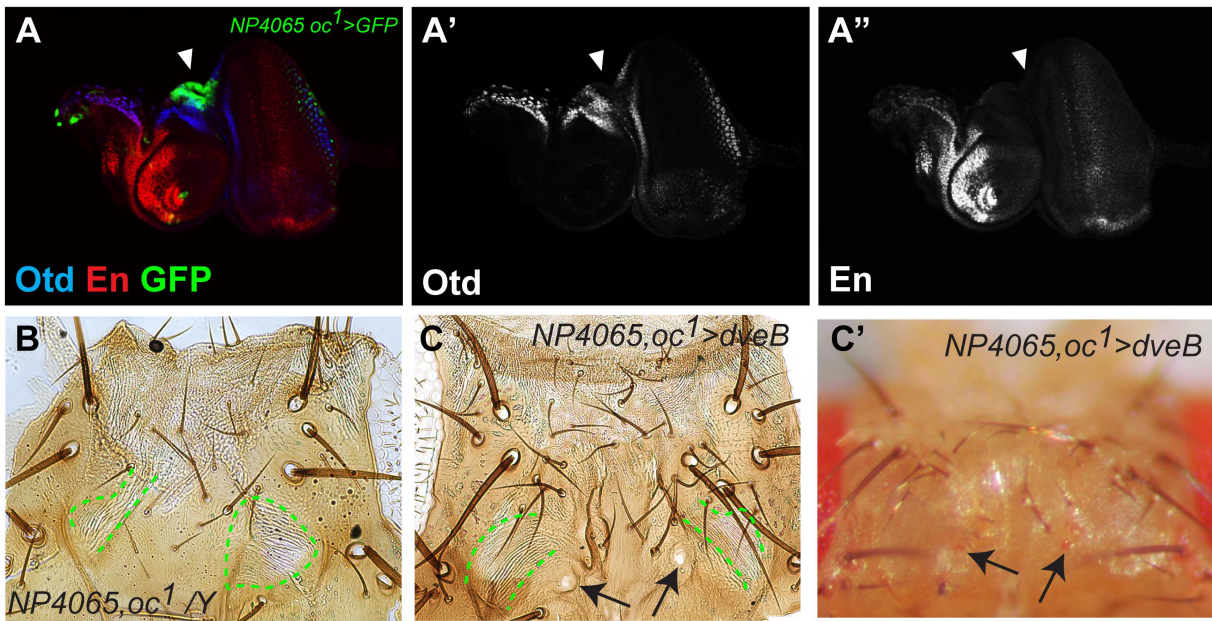 A
NP4065 oc¹>GFP
Otd En GFP
A'
Otd
A''
En
B
NP4065,oc¹ /Y
C
NP4065,oc¹>dveB
C'
NP4065,oc¹>dveB